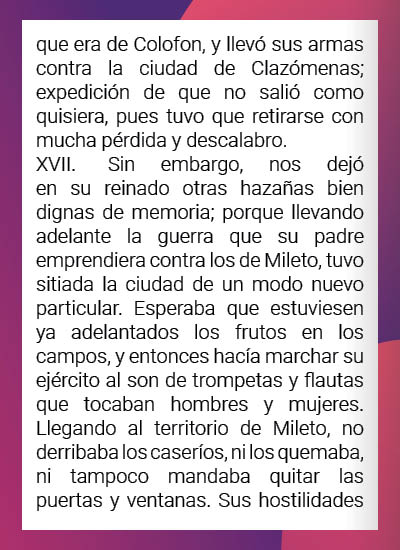 que era de Colofon, y llevó sus armas
contra la ciudad de Clazómenas;
expedición de que no salió como
quisiera, pues tuvo que retirarse con
mucha pérdida y descalabro.
XVII. Sin embargo, nos dejó
en su reinado otras hazañas bien
dignas de memoria; porque llevando
adelante la guerra que su padre
emprendiera contra los de Mileto, tuvo
sitiada la ciudad de un modo nuevo
particular. Esperaba que estuviesen
ya adelantados los frutos en los
campos, y entonces hacía marchar su
ejército al son de trompetas y flautas
que tocaban hombres y mujeres.
Llegando al territorio de Mileto, no
derribaba los caseríos, ni los quemaba,
ni tampoco mandaba quitar las
puertas y ventanas. Sus hostilidades